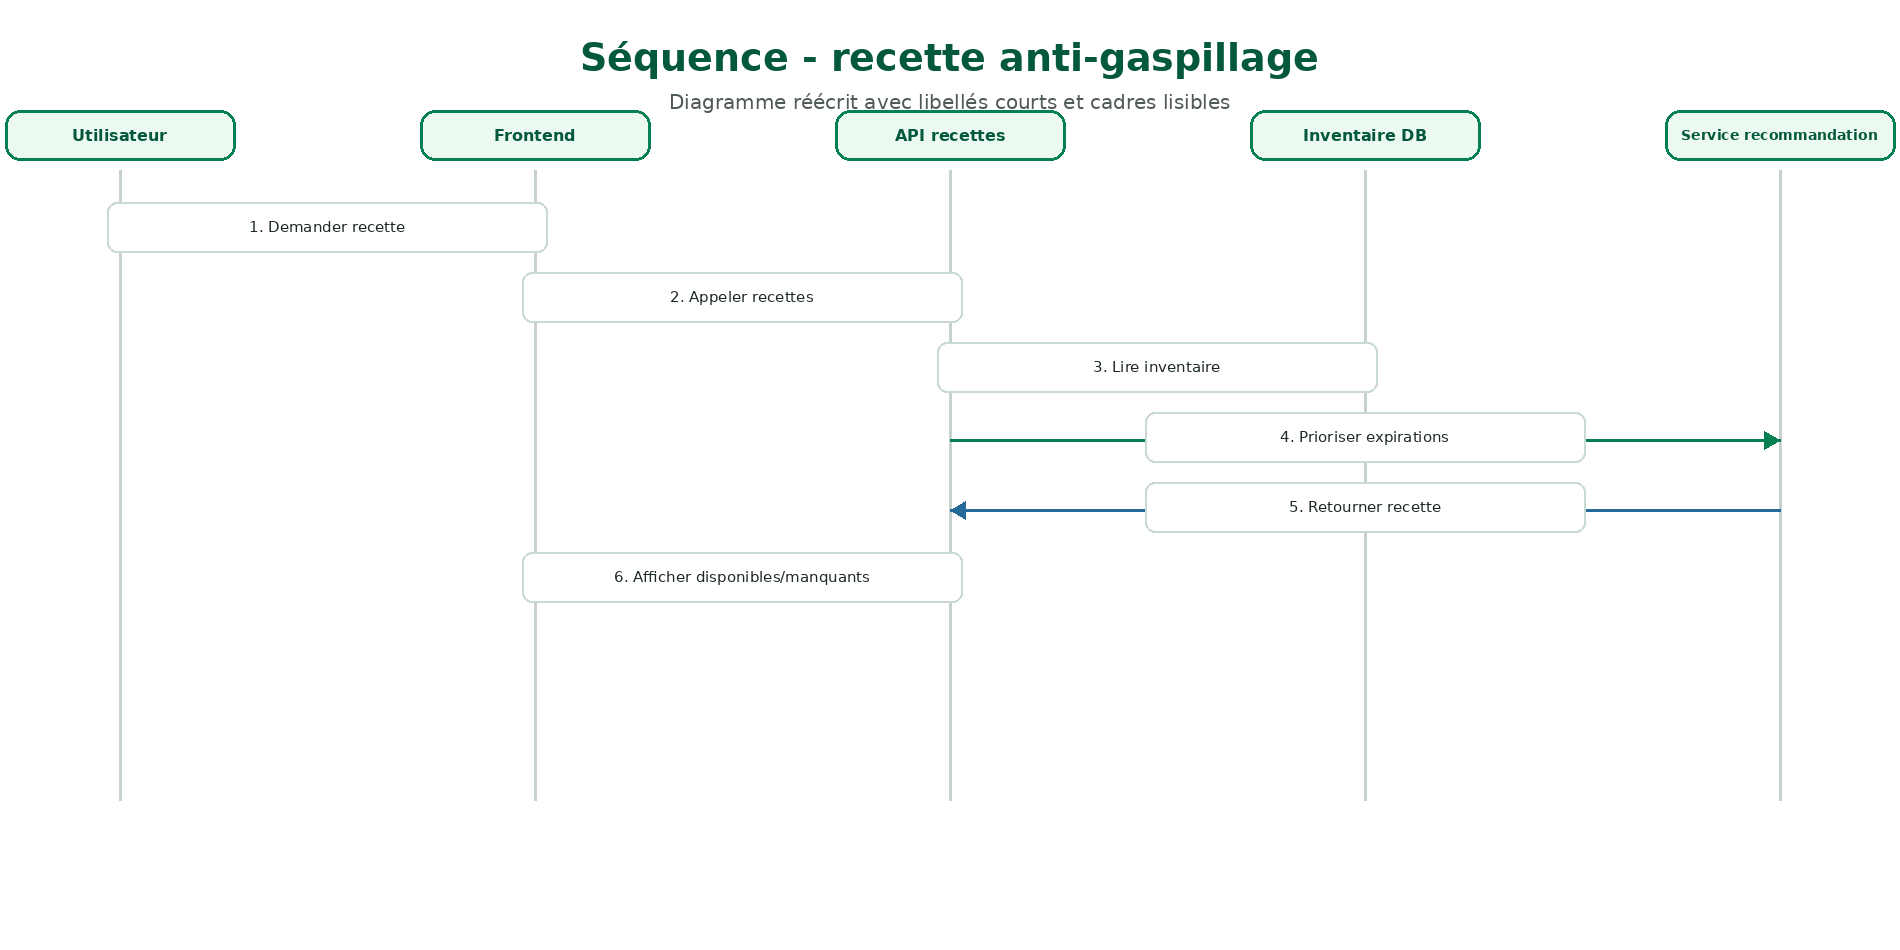 Séquence - recette anti-gaspillage
Diagramme réécrit avec libellés courts et cadres lisibles
Utilisateur
Frontend
API recettes
Inventaire DB
Service recommandation
1. Demander recette
2. Appeler recettes
3. Lire inventaire
4. Prioriser expirations
5. Retourner recette
6. Afficher disponibles/manquants